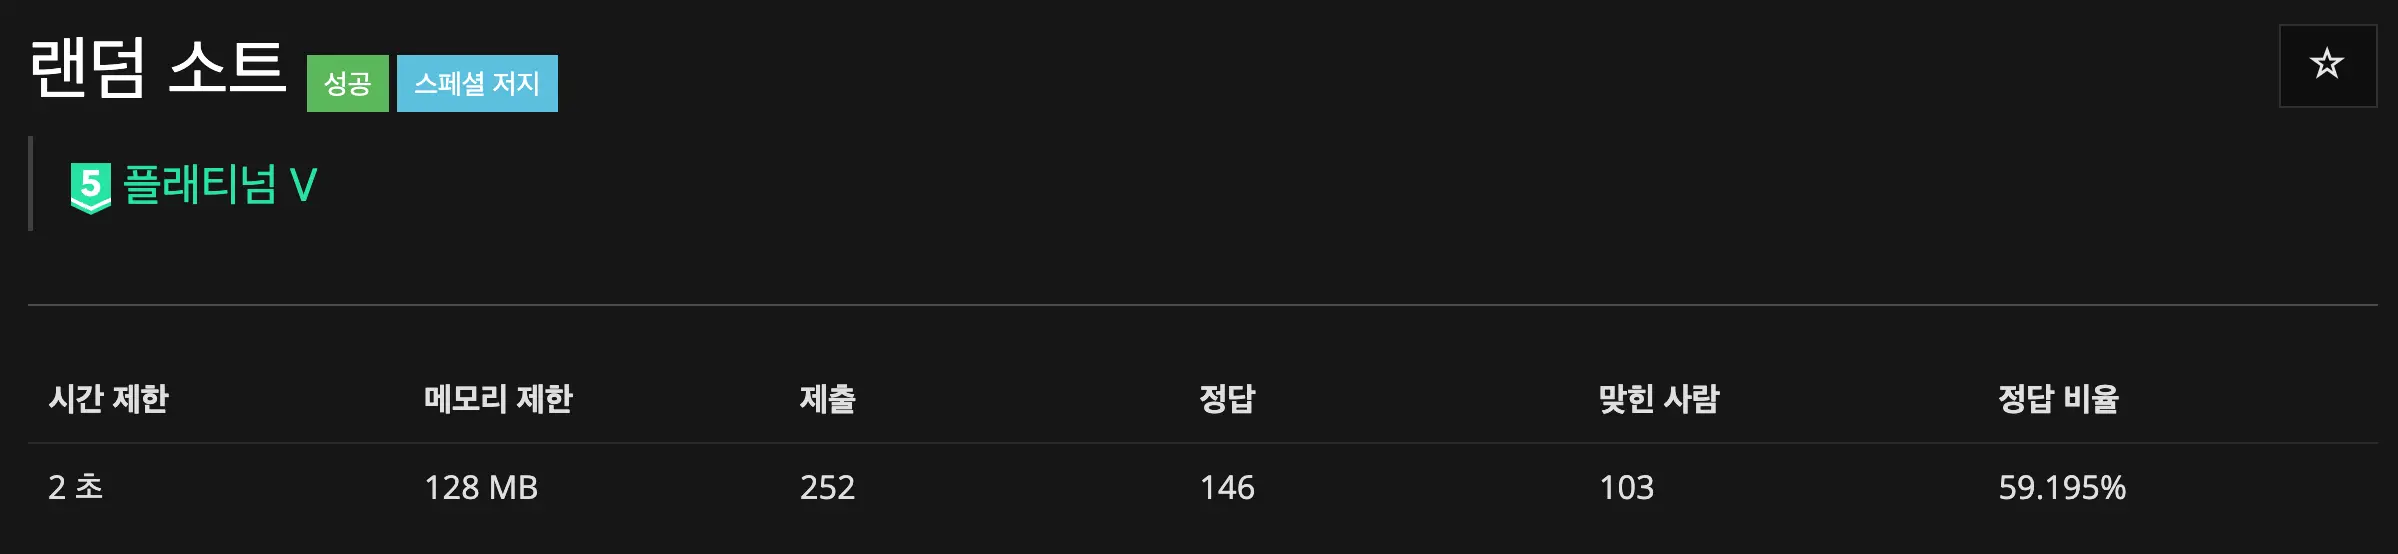 랜덤 소트 성공 스페셜 저지
5 플래티넘 V
시간 제한 메모리 제한 제출 정답 맞힌 사람 정답 비율
2 초 128 MB 252 146 103 59.195%